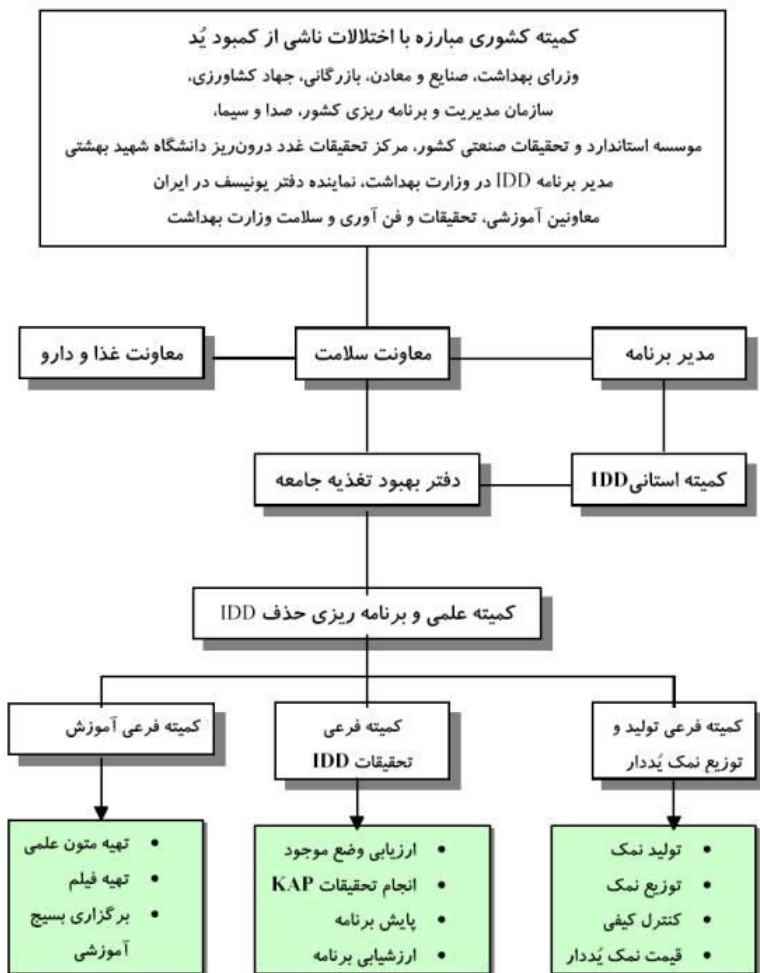 کمیته کشوری مبارزه با اختلالات ناشی از کمبود یُد
وزرای بهداشت، صنایع و معادن، بازرگانی، جهاد کشاورزی،
سازمان مدیریت و برنامه ریزی کشور، صدا و سیما،
موسسه استاندارد و تحقیقات صنعتی کشور، مرکز تحقیقات غدد درون‌ریز دانشگاه شهید بهشتی
مدیر برنامه IDD در وزارت بهداشت، نماینده دفتر یونیسف در ایران
معاونین آموزشی، تحقیقات و فن آوری و سلامت وزارت بهداشت
مدیر برنامه
معاونت سلامت
معاونت غذا و دارو
کمیته استانی IDD
دفتر بهبود تغذیه جامعه
کمیته علمی و برنامه ریزی حذف IDD
کمیته فرعی تولید و
توزیع نمک یُددار
کمیته فرعی
تحقیقات IDD
کمیته فرعی آموزش
• تولید نمک
• توزیع نمک
• کنترل کیفی
• قیمت نمک یُددار
• ارزیابی وضع موجود
• انجام تحقیقات KAP
• پایش برنامه
• ارزشیابی برنامه
• تهیه متون علمی
• تهیه فیلم
• برگزاری بسیج
آموزشی